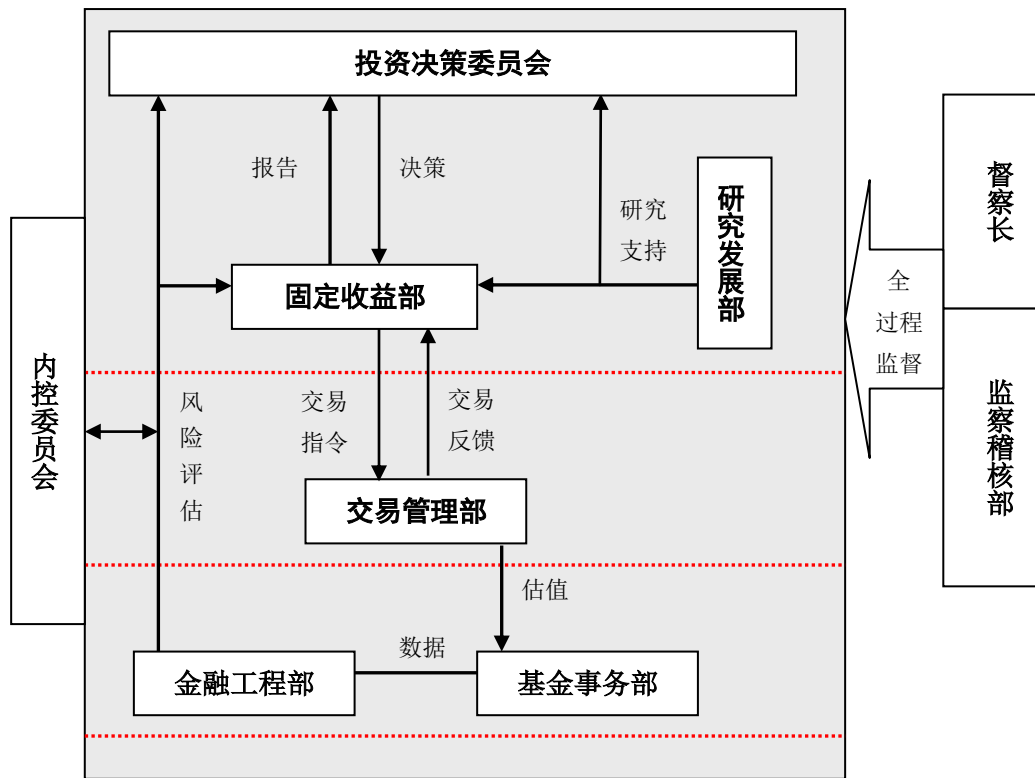 投资决策委员会
报告
决策
研究
支持
研究发展部
固定收益部
督察长
全
过程
监督
监察稽核部
内控委员会
风
险
评
估
交易
指令
交易
反馈
交易管理部
估值
数据
金融工程部
基金事务部